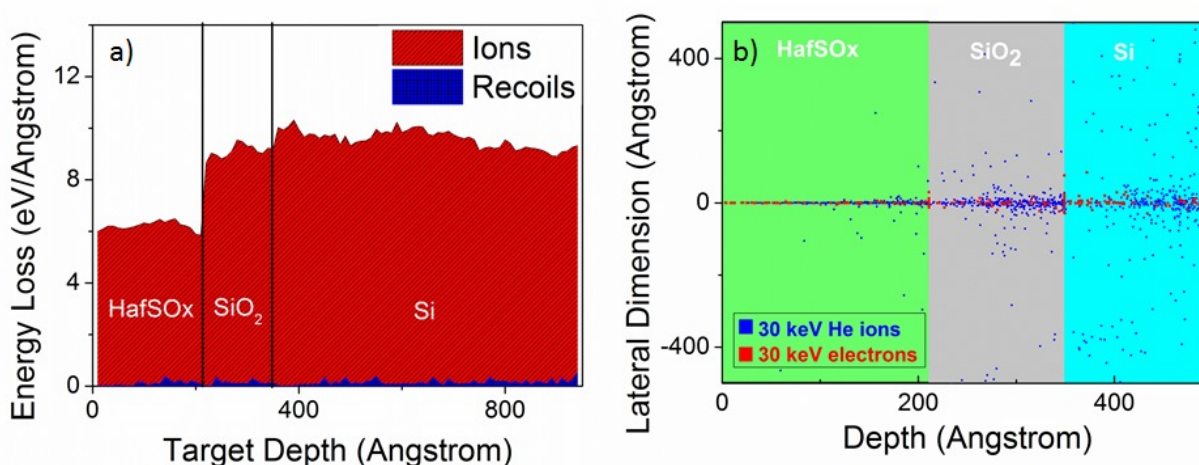 a)
Ions
Recoils
12
8
4
0
Energy Loss (eV/Angstrom)
HafSOx
SiO2
Si
0
400
800
Target Depth (Angstrom)
b)
HafSOx
SiO2
Si
400
0
-400
Lateral Dimension (Angstrom)
30 keV He ions
30 keV electrons
0
200
400
Depth (Angstrom)